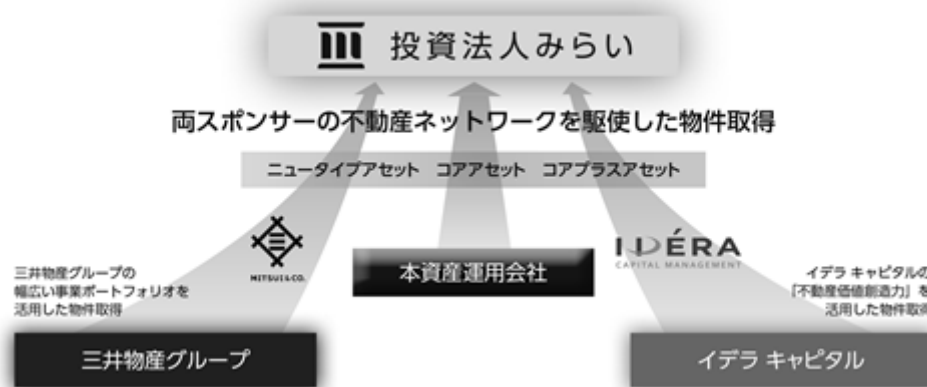 投資法人みらい
両スポンサーの不動産ネットワークを駆使した物件取得
ニュータイプアセット コアアセット コアプラスアセット
MITSUI & CO.
IDÉRA
CAPITAL MANAGEMENT
三井物産グループの
幅広い事業ポートフォリオを
活用した物件取得
本資産運用会社
イデラ キャピタルの
「不動産価値創造力」を
活用した物件取得
三井物産グループ
イデラ キャピタル